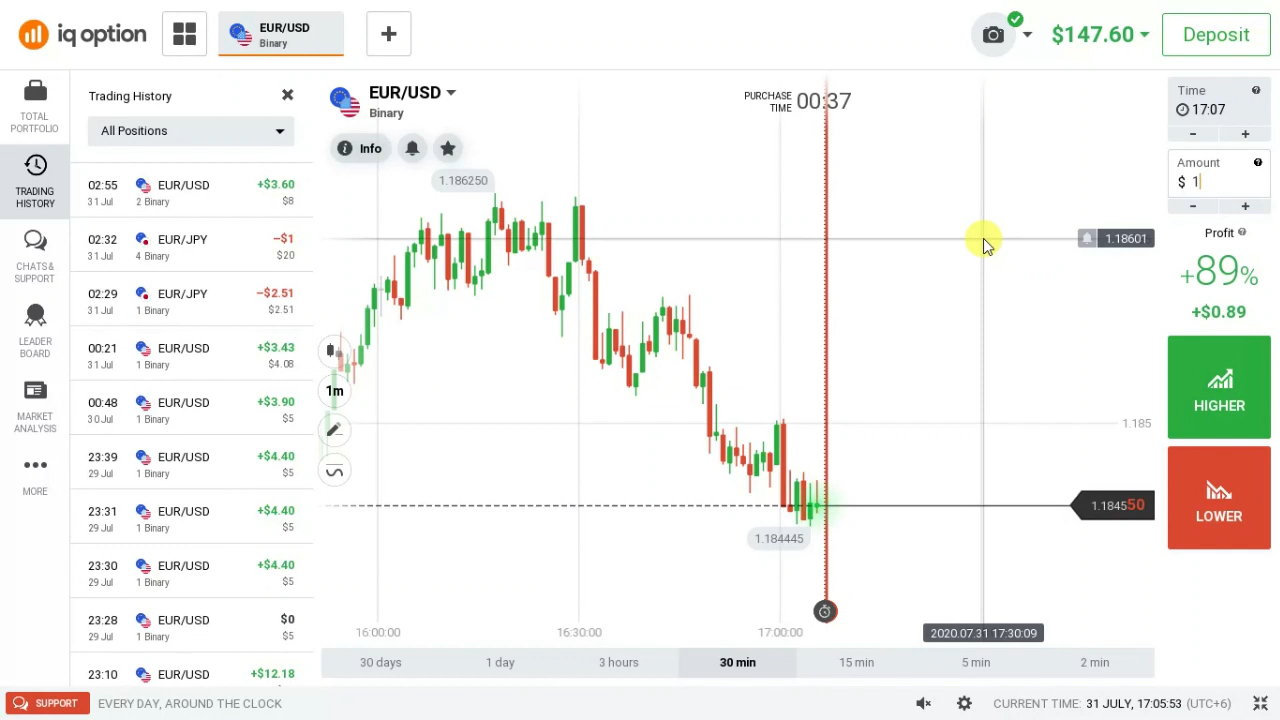 iq option
EUR/USD
Binary
$147.60
Deposit
TOTAL
PORTFOLIO
TRADING
HISTORY
CHATS &
SUPPORT
LEADER
BOARD
MARKET
ANALYSIS
MORE
Trading History
All Positions
02:55 EUR/USD +$3.60
31 Jul 2 Binary $8
02:32 EUR/JPY −$1
31 Jul 4 Binary $20
02:29 EUR/JPY −$2.51
31 Jul 1 Binary $2.51
00:21 EUR/USD +$3.43
31 Jul 1 Binary $4.08
00:48 EUR/USD +$3.90
30 Jul 1 Binary $5
23:39 EUR/USD +$4.40
29 Jul 1 Binary $5
23:31 EUR/USD +$4.40
29 Jul 1 Binary $5
23:30 EUR/USD +$4.40
29 Jul 1 Binary $5
23:28 EUR/USD $0
29 Jul 1 Binary $5
23:10 EUR/USD +$12.18
EUR/USD
Binary
Info
PURCHASE
TIME 00:37
1.186250
1.18601
1.185
1.184550
1.184445
16:00:00 16:30:00 17:00:00 2020.07.31 17:30:09
1m
30 days 1 day 3 hours 30 min 15 min 5 min 2 min
Time
17:07
- +
Amount
$ 1
- +
Profit
+89%
+$0.89
HIGHER
LOWER
SUPPORT EVERY DAY, AROUND THE CLOCK
CURRENT TIME: 31 JULY, 17:05:53 (UTC+6)